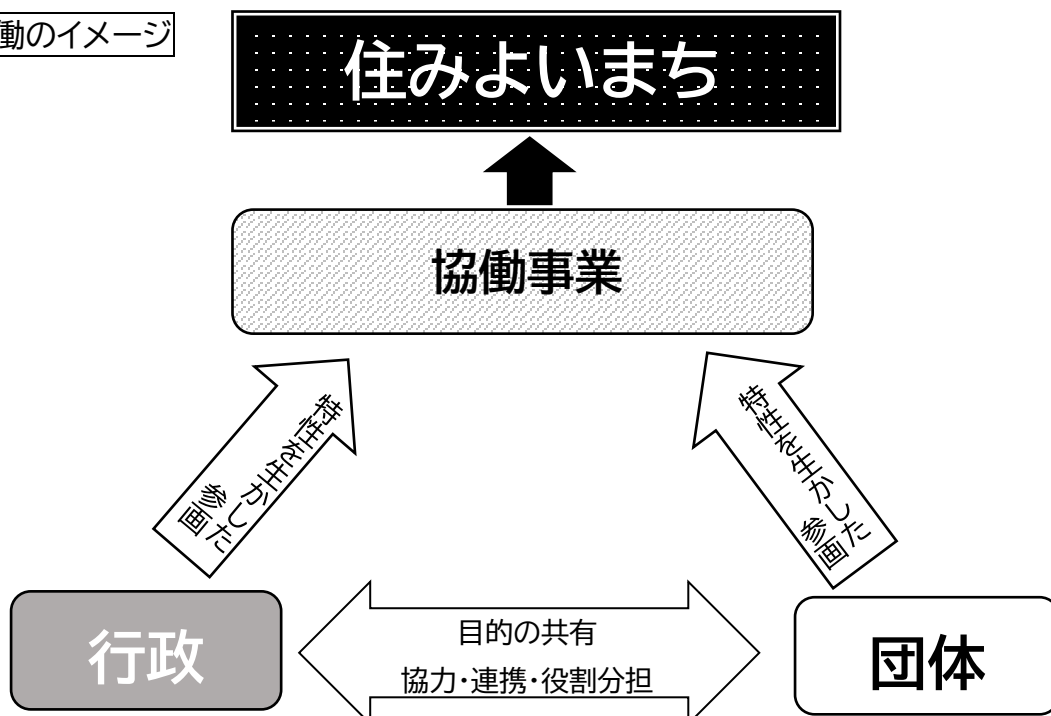 働のイメージ
住みよいまち
協働事業
特性を生かした
参画
特性を生かした
参画
行政
目的の共有
協力・連携・役割分担
団体